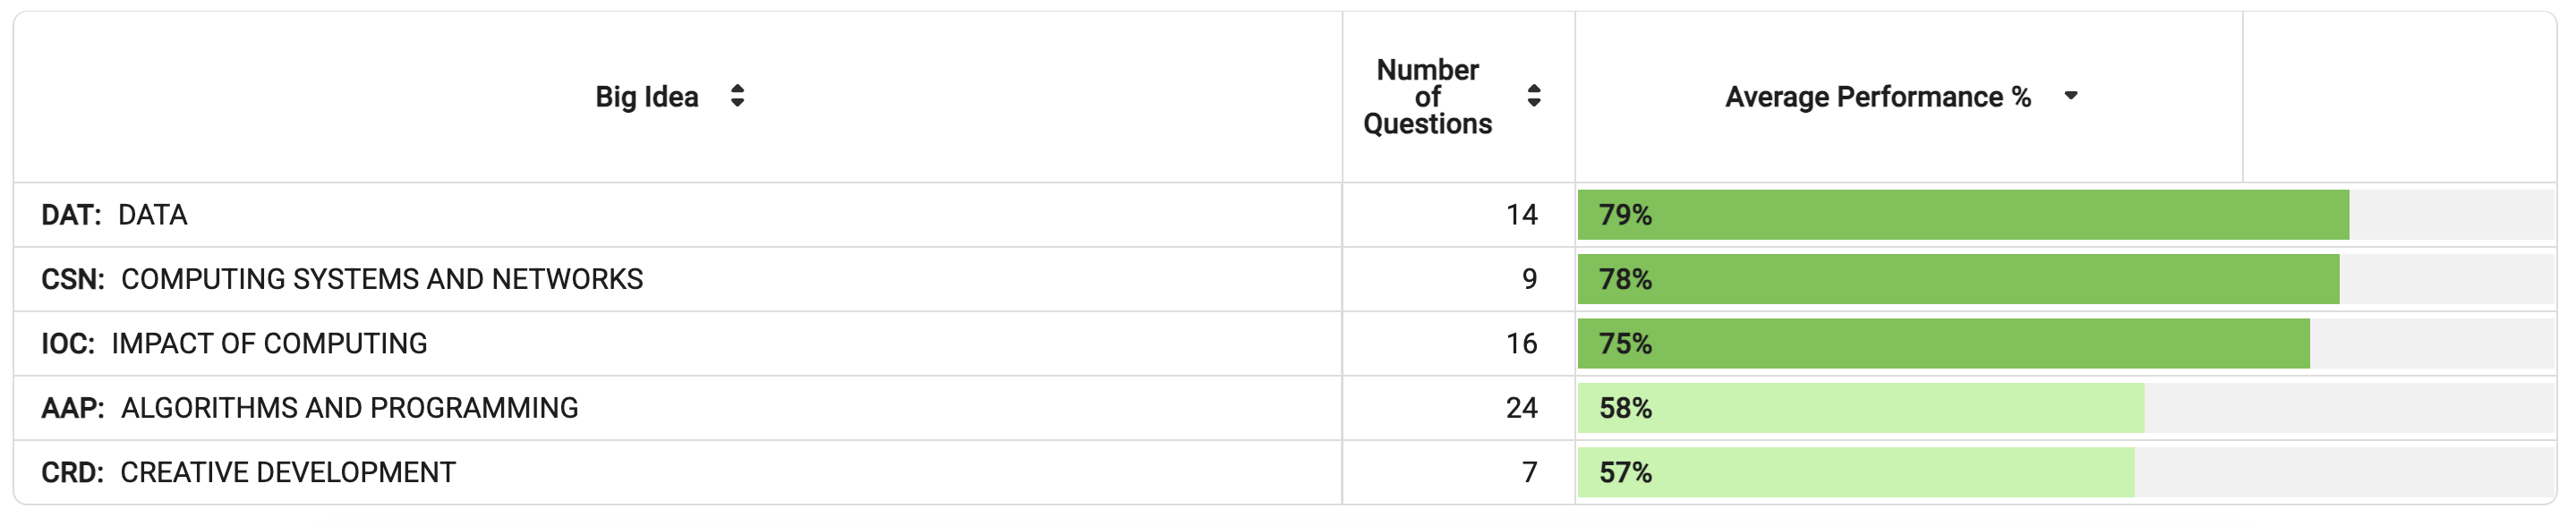 Big Idea
Number
of
Questions
Average Performance %
DAT: DATA 14 79%
CSN: COMPUTING SYSTEMS AND NETWORKS 9 78%
IOC: IMPACT OF COMPUTING 16 75%
AAP: ALGORITHMS AND PROGRAMMING 24 58%
CRD: CREATIVE DEVELOPMENT 7 57%